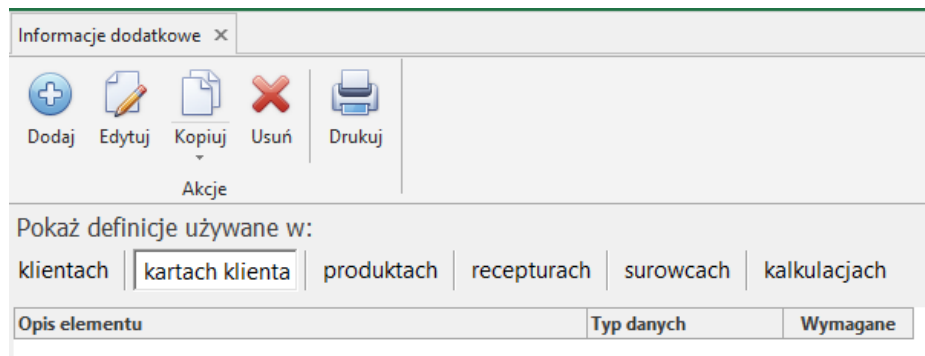 Informacje dodatkowe
Dodaj Edytuj Kopiuj Usuń Drukuj
Akcje
Pokaż definicje używane w:
klientach kartach klienta produktach recepturach surowcach kalkulacjach
Opis elementu Typ danych Wymagane